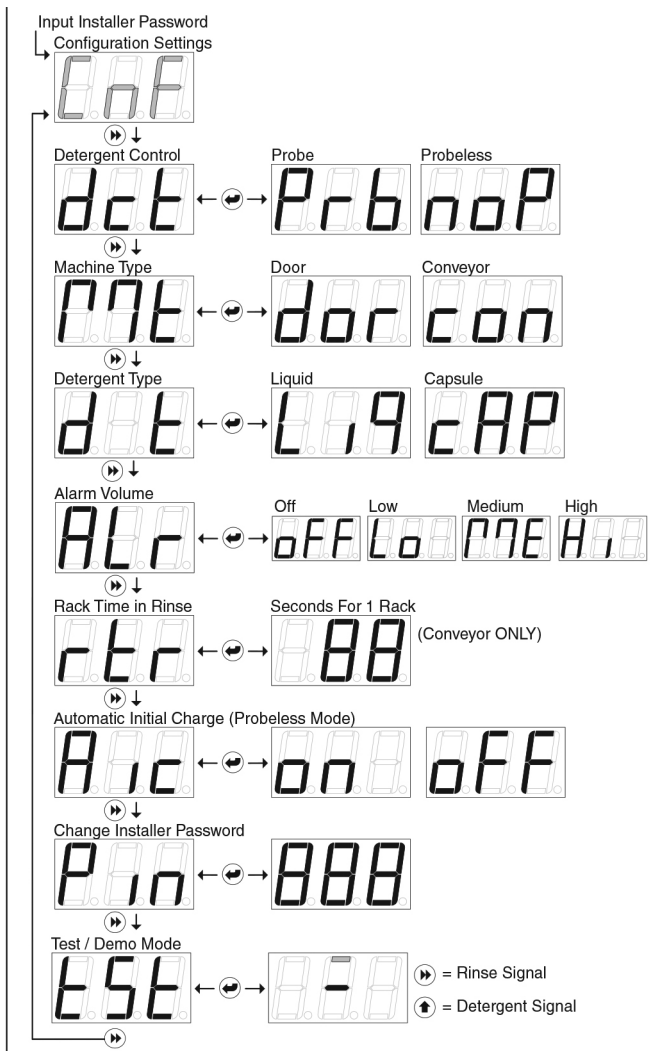 Input Installer Password
Configuration Settings
CnF
Detergent Control Probe Probeless
dct Prb noP
Machine Type Door Conveyor
Mt dor con
Detergent Type Liquid Capsule
d t Liq cAP
Alarm Volume
Off Low Medium High
ALr oFF Lo ME Hi
Rack Time in Rinse Seconds For 1 Rack
rtr 88 (Conveyor ONLY)
Automatic Initial Charge (Probeless Mode)
Aic on oFF
Change Installer Password
Pin 888
Test / Demo Mode
tSt -
= Rinse Signal
= Detergent Signal